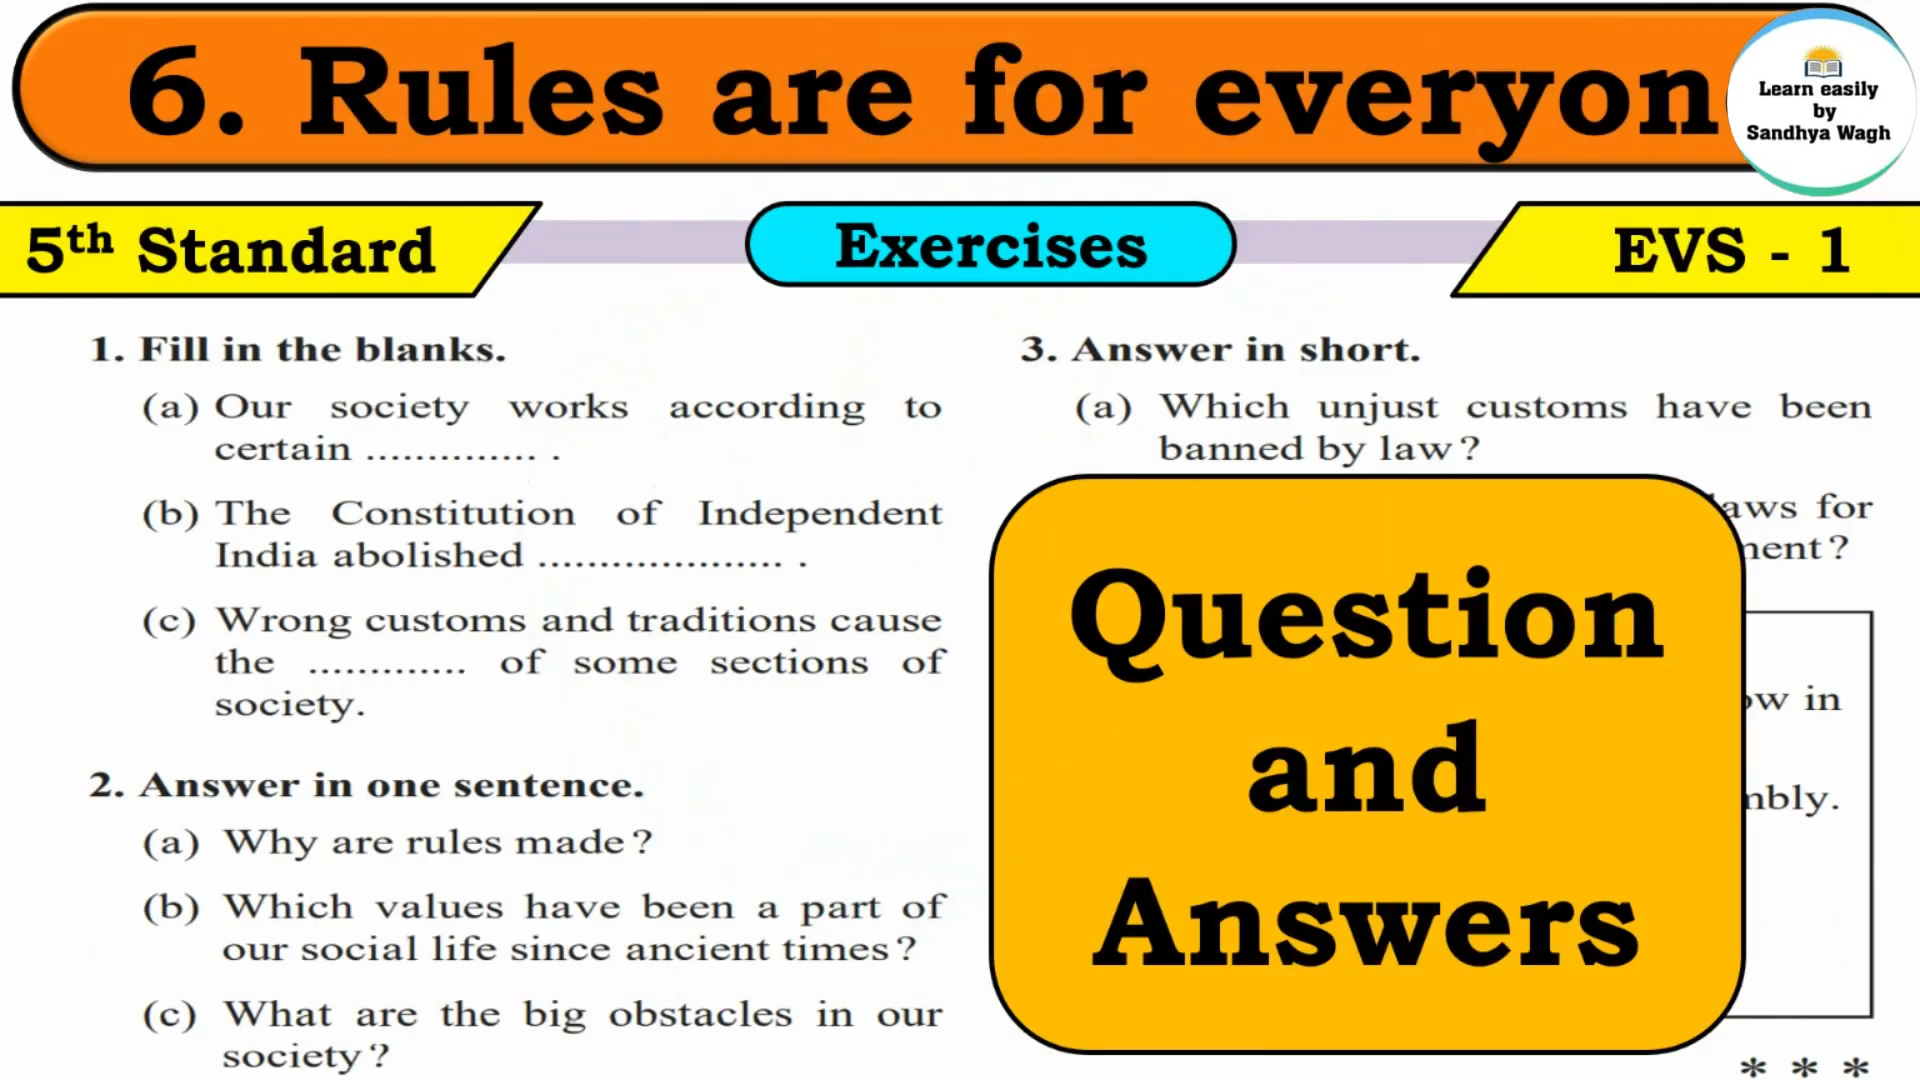 6. Rules are for everyon
Learn easily
by
Sandhya Wagh
5th Standard
Exercises
EVS - 1
1. Fill in the blanks.
(a) Our society works according to
certain .............. .
(b) The Constitution of Independent
India abolished .................... .
(c) Wrong customs and traditions cause
the ............. of some sections of
society.
2. Answer in one sentence.
(a) Why are rules made?
(b) Which values have been a part of
our social life since ancient times?
(c) What are the big obstacles in our
society?
3. Answer in short.
(a) Which unjust customs have been
banned by law?
for
in
Question
and
Answers
* * *